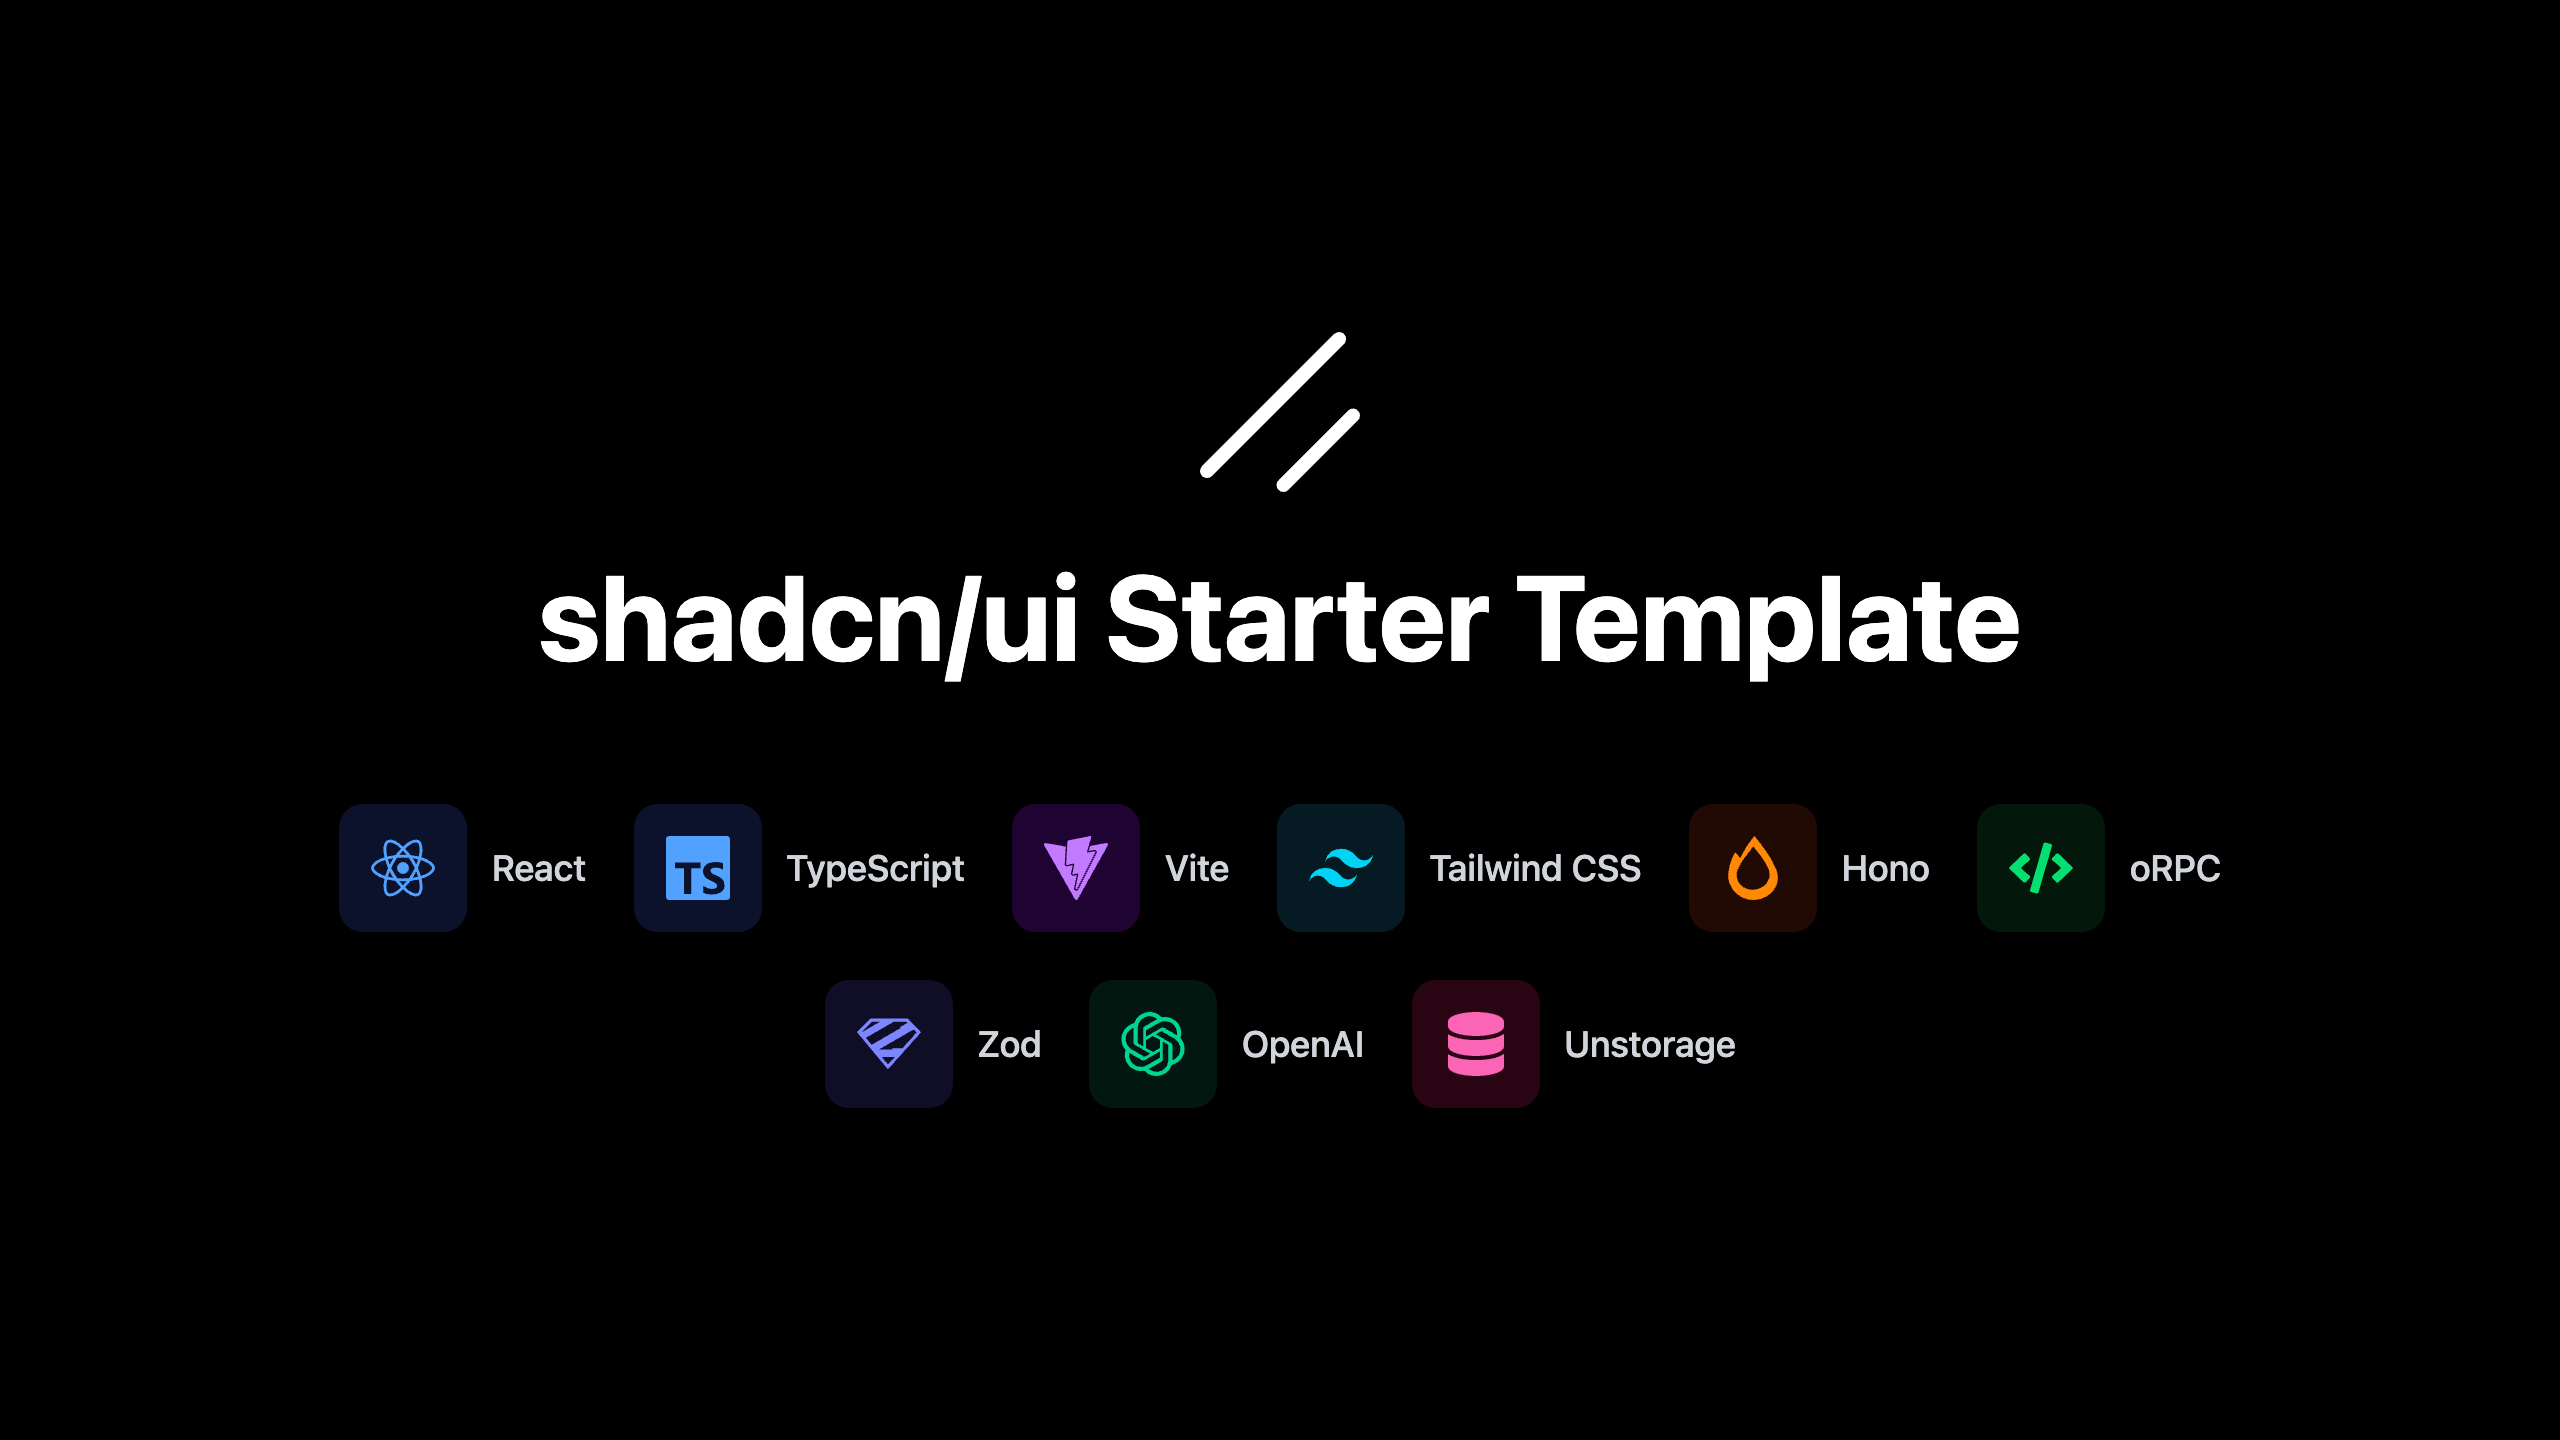 shadcn/ui Starter Template
React TypeScript Vite Tailwind CSS Hono oRPC
Zod OpenAI Unstorage